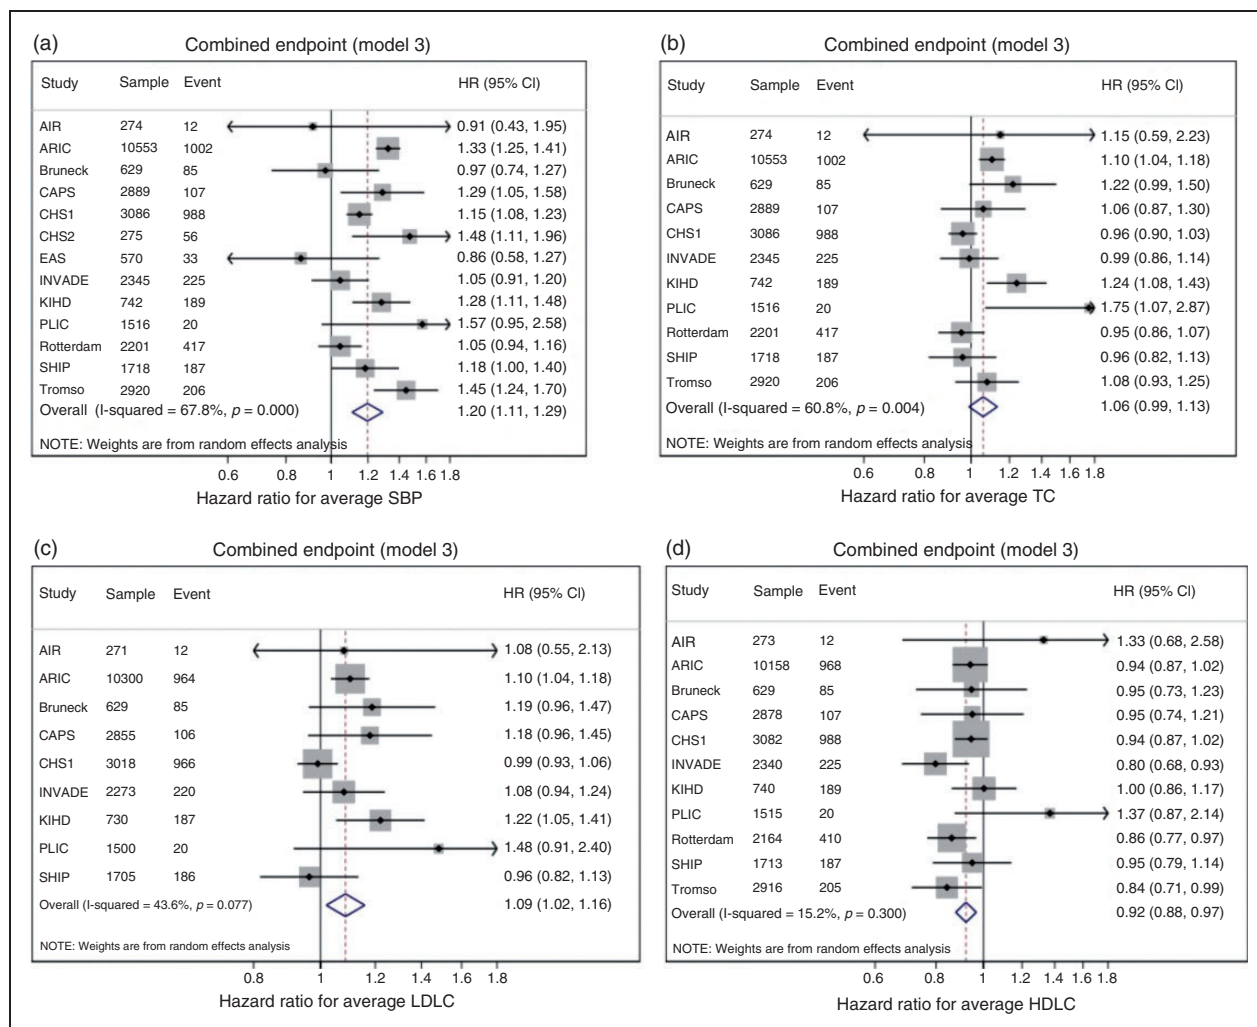 (a)
Combined endpoint (model 3)
Study Sample Event HR (95% CI)
AIR 274 12 0.91 (0.43, 1.95)
ARIC 10553 1002 1.33 (1.25, 1.41)
Bruneck 629 85 0.97 (0.74, 1.27)
CAPS 2889 107 1.29 (1.05, 1.58)
CHS1 3086 988 1.15 (1.08, 1.23)
CHS2 275 56 1.48 (1.11, 1.96)
EAS 570 33 0.86 (0.58, 1.27)
INVADE 2345 225 1.05 (0.91, 1.20)
KIHD 742 189 1.28 (1.11, 1.48)
PLIC 1516 20 1.57 (0.95, 2.58)
Rotterdam 2201 417 1.05 (0.94, 1.16)
SHIP 1718 187 1.18 (1.00, 1.40)
Tromso 2920 206 1.45 (1.24, 1.70)
Overall (I-squared = 67.8%, p = 0.000) 1.20 (1.11, 1.29)
NOTE: Weights are from random effects analysis
0.6 0.8 1 1.2 1.4 1.6 1.8
Hazard ratio for average SBP
(b)
Combined endpoint (model 3)
Study Sample Event HR (95% CI)
AIR 274 12 1.15 (0.59, 2.23)
ARIC 10553 1002 1.10 (1.04, 1.18)
Bruneck 629 85 1.22 (0.99, 1.50)
CAPS 2889 107 1.06 (0.87, 1.30)
CHS1 3086 988 0.96 (0.90, 1.03)
INVADE 2345 225 0.99 (0.86, 1.14)
KIHD 742 189 1.24 (1.08, 1.43)
PLIC 1516 20 1.75 (1.07, 2.87)
Rotterdam 2201 417 0.95 (0.86, 1.07)
SHIP 1718 187 0.96 (0.82, 1.13)
Tromso 2920 206 1.08 (0.93, 1.25)
Overall (I-squared = 60.8%, p = 0.004) 1.06 (0.99, 1.13)
NOTE: Weights are from random effects analysis
0.6 0.8 1 1.2 1.4 1.6 1.8
Hazard ratio for average TC
(c)
Combined endpoint (model 3)
Study Sample Event HR (95% CI)
AIR 271 12 1.08 (0.55, 2.13)
ARIC 10300 964 1.10 (1.04, 1.18)
Bruneck 629 85 1.19 (0.96, 1.47)
CAPS 2855 106 1.18 (0.96, 1.45)
CHS1 3018 966 0.99 (0.93, 1.06)
INVADE 2273 220 1.08 (0.94, 1.24)
KIHD 730 187 1.22 (1.05, 1.41)
PLIC 1500 20 1.48 (0.91, 2.40)
SHIP 1705 186 0.96 (0.82, 1.13)
Overall (I-squared = 43.6%, p = 0.077) 1.09 (1.02, 1.16)
NOTE: Weights are from random effects analysis
0.8 1 1.2 1.4 1.6 1.8
Hazard ratio for average LDLC
(d)
Combined endpoint (model 3)
Study Sample Event HR (95% CI)
AIR 273 12 1.33 (0.68, 2.58)
ARIC 10158 968 0.94 (0.87, 1.02)
Bruneck 629 85 0.95 (0.73, 1.23)
CAPS 2878 107 0.95 (0.74, 1.21)
CHS1 3082 988 0.94 (0.87, 1.02)
INVADE 2340 225 0.80 (0.68, 0.93)
KIHD 740 189 1.00 (0.86, 1.17)
PLIC 1515 20 1.37 (0.87, 2.14)
Rotterdam 2164 410 0.86 (0.77, 0.97)
SHIP 1713 187 0.95 (0.79, 1.14)
Tromso 2916 205 0.84 (0.71, 0.99)
Overall (I-squared = 15.2%, p = 0.300) 0.92 (0.88, 0.97)
NOTE: Weights are from random effects analysis
0.6 0.8 1 1.2 1.4 1.6 1.8
Hazard ratio for average HDLC